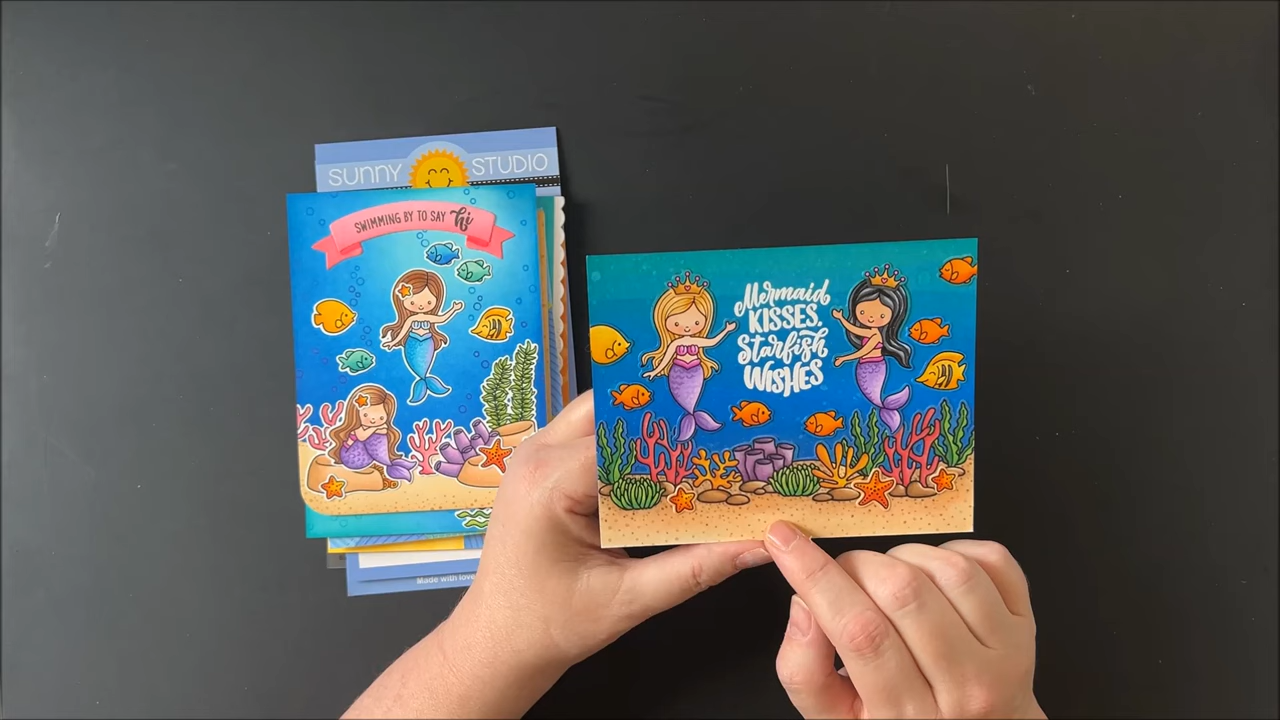 SUNNY STUDIO
SWIMMING BY TO SAY hi
Mermaid
KISSES,
Starfish
WISHES
Made with love